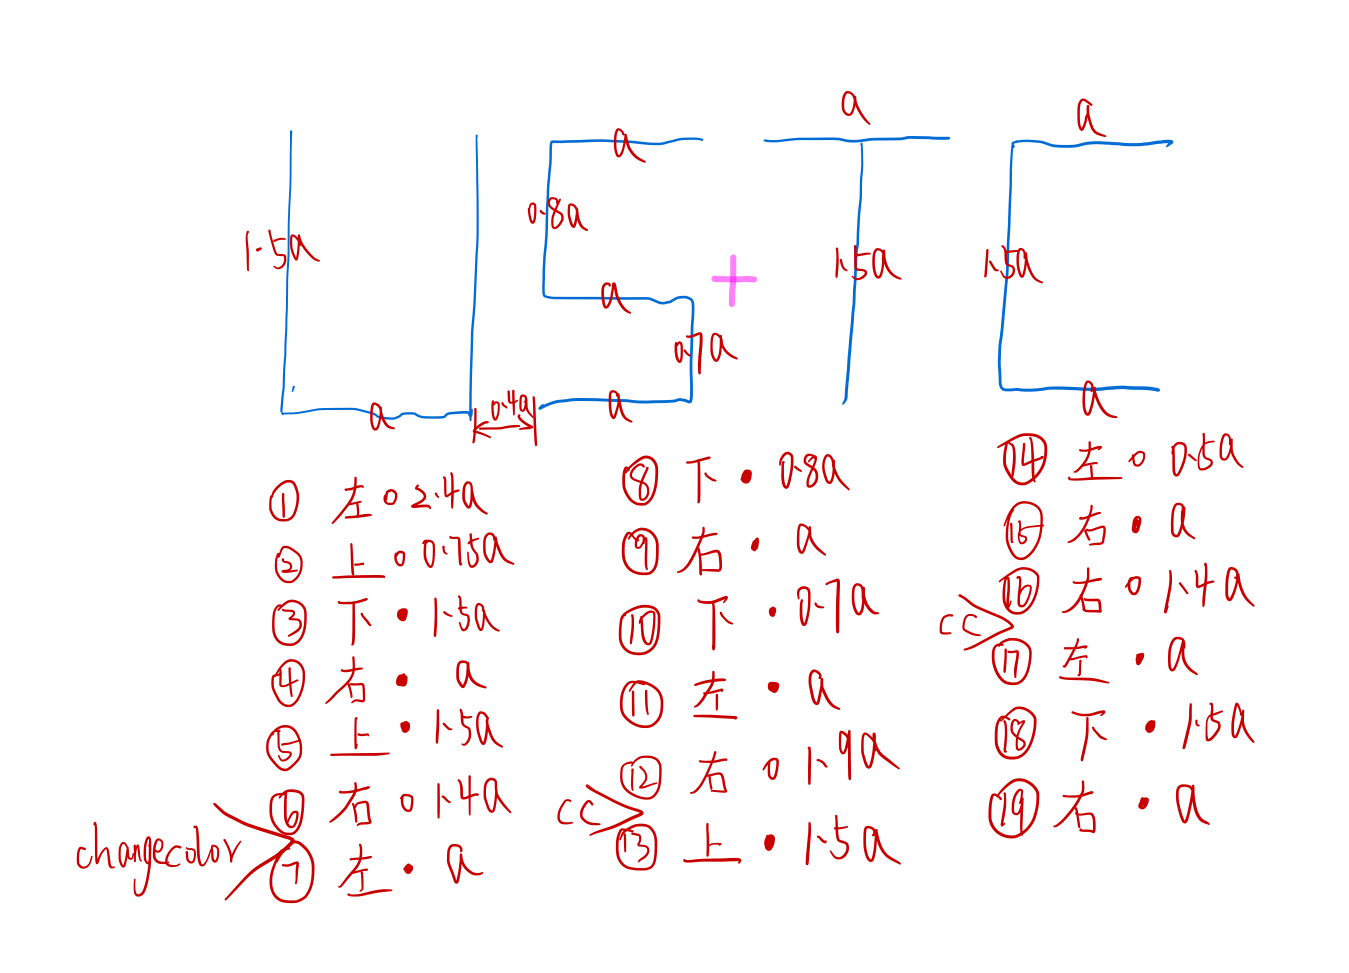 a
a
a
0.8a
1.5a
1.5a
1.5a
a
0.7a
a
0.4a
a
a
① 左 ○ 2.4a
② 上 ○ 0.75a
③ 下 • 1.5a
④ 右 • a
⑤ 上 • 1.5a
⑥ 右 ○ 1.4a
changecolor
⑦ 左 • a
⑧ 下 • 0.8a
⑨ 右 • a
⑩ 下 • 0.7a
⑪ 左 • a
⑫ 右 ○ 1.9a
cc
⑬ 上 • 1.5a
⑭ 左 ○ 0.5a
⑮ 右 • a
⑯ 右 ○ 1.4a
cc
⑰ 左 • a
⑱ 下 • 1.5a
⑲ 右 • a